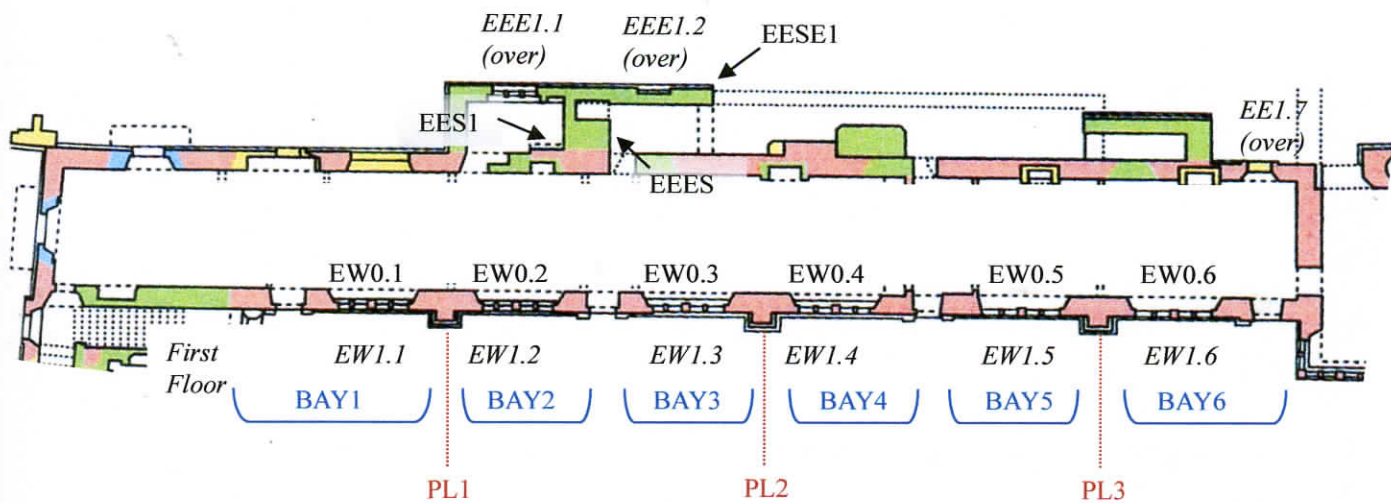 EEE1.1
(over)
EEE1.2
(over)
EESE1
EES1
EEES
EE1.7
(over)
EW0.1
EW0.2
EW0.3
EW0.4
EW0.5
EW0.6
First
Floor
EW1.1
EW1.2
EW1.3
EW1.4
EW1.5
EW1.6
BAY1
BAY2
BAY3
BAY4
BAY5
BAY6
PL1
PL2
PL3